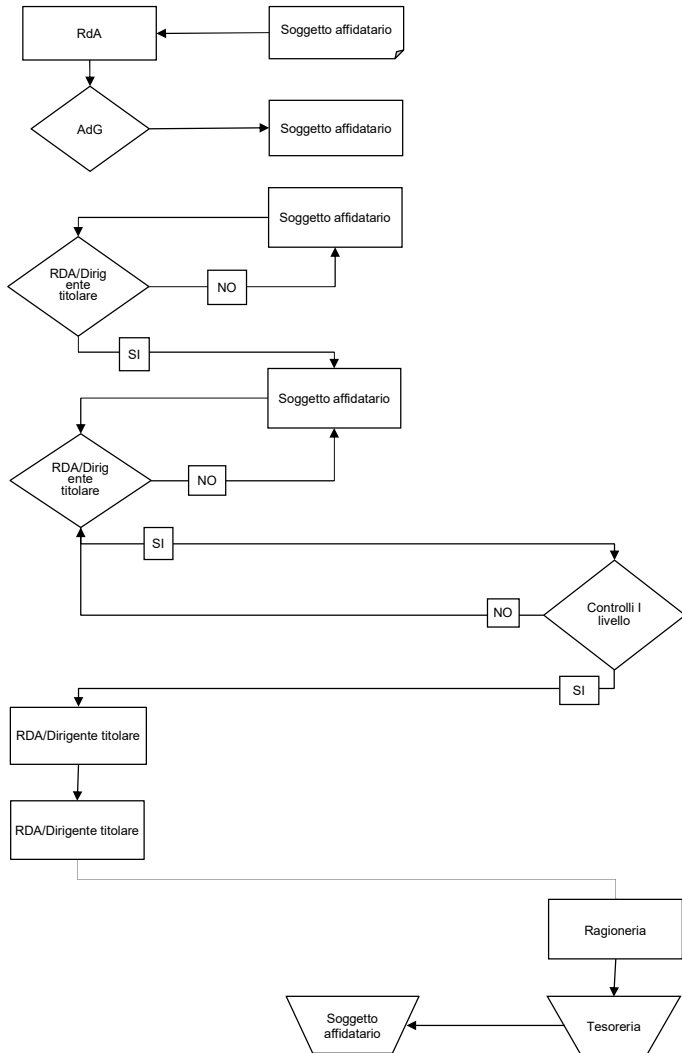 RdA
Soggetto affidatario
AdG
Soggetto affidatario
Soggetto affidatario
RDA/Dirig
ente
titolare
NO
SI
Soggetto affidatario
RDA/Dirig
ente
titolare
NO
SI
NO
Controlli I
livello
SI
RDA/Dirigente titolare
RDA/Dirigente titolare
Ragioneria
Soggetto
affidatario
Tesoreria